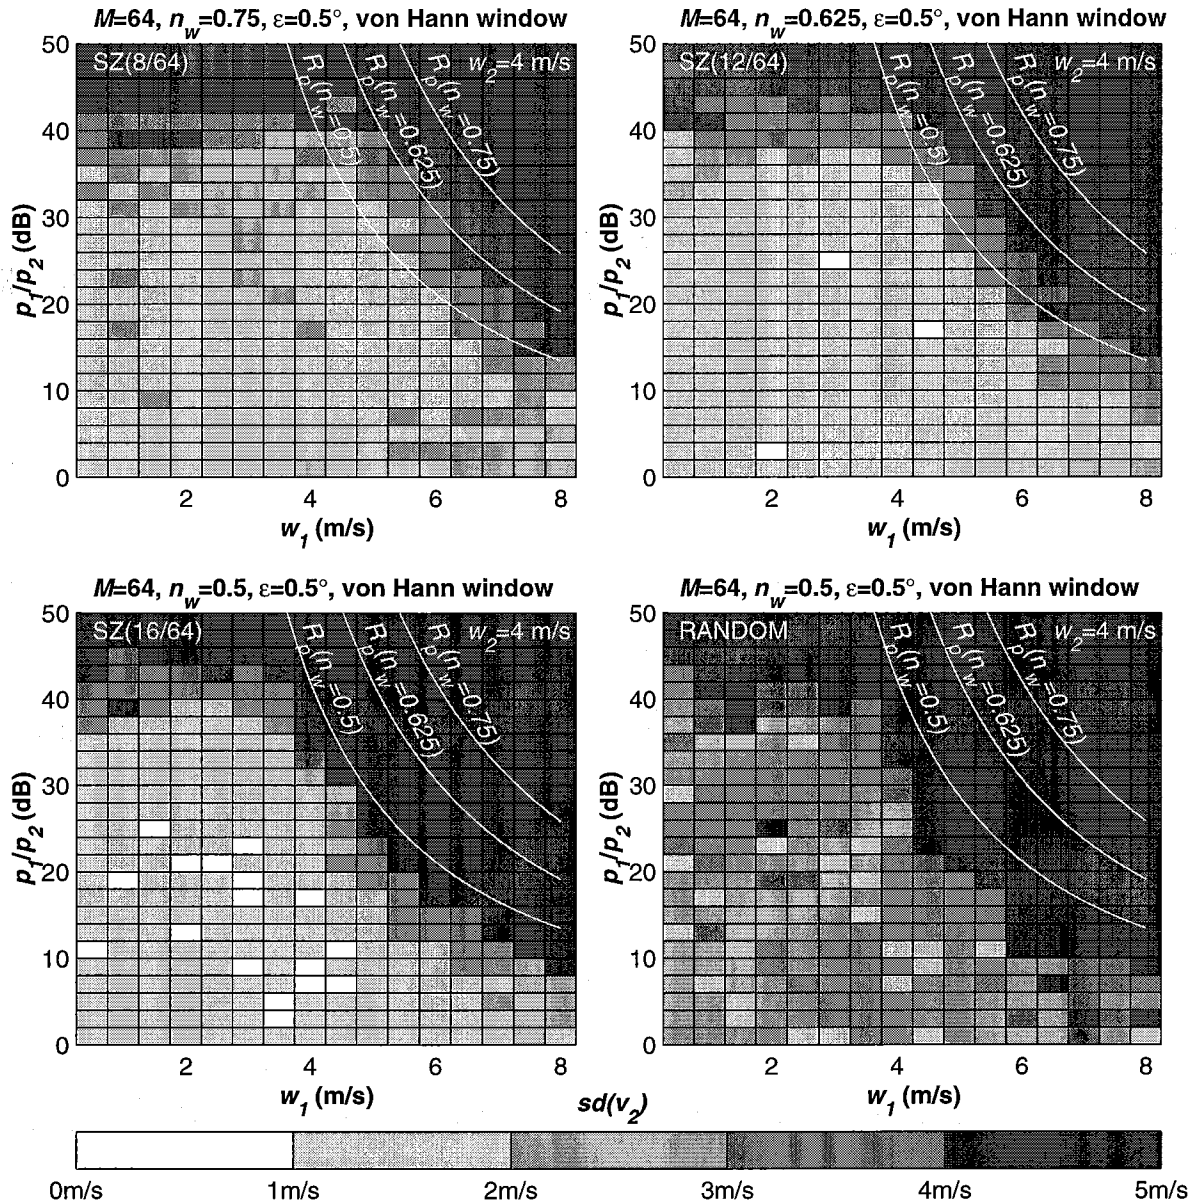 M=64, n_w=0.75, ε=0.5°, von Hann window
SZ(8/64)
w_2=4 m/s
R_p(n_w=0.5)
R_p(n_w=0.625)
R_p(n_w=0.75)
p_1/p_2 (dB)
50
40
30
20
10
0
2
4
6
8
w_1 (m/s)
M=64, n_w=0.625, ε=0.5°, von Hann window
SZ(12/64)
w_2=4 m/s
R_p(n_w=0.5)
R_p(n_w=0.625)
R_p(n_w=0.75)
p_1/p_2 (dB)
50
40
30
20
10
0
2
4
6
8
w_1 (m/s)
M=64, n_w=0.5, ε=0.5°, von Hann window
SZ(16/64)
w_2=4 m/s
R_p(n_w=0.5)
R_p(n_w=0.625)
R_p(n_w=0.75)
p_1/p_2 (dB)
50
40
30
20
10
0
2
4
6
8
w_1 (m/s)
M=64, n_w=0.5, ε=0.5°, von Hann window
RANDOM
w_2=4 m/s
R_p(n_w=0.5)
R_p(n_w=0.625)
R_p(n_w=0.75)
p_1/p_2 (dB)
50
40
30
20
10
0
2
4
6
8
w_1 (m/s)
sd(v_2)
0m/s
1m/s
2m/s
3m/s
4m/s
5m/s